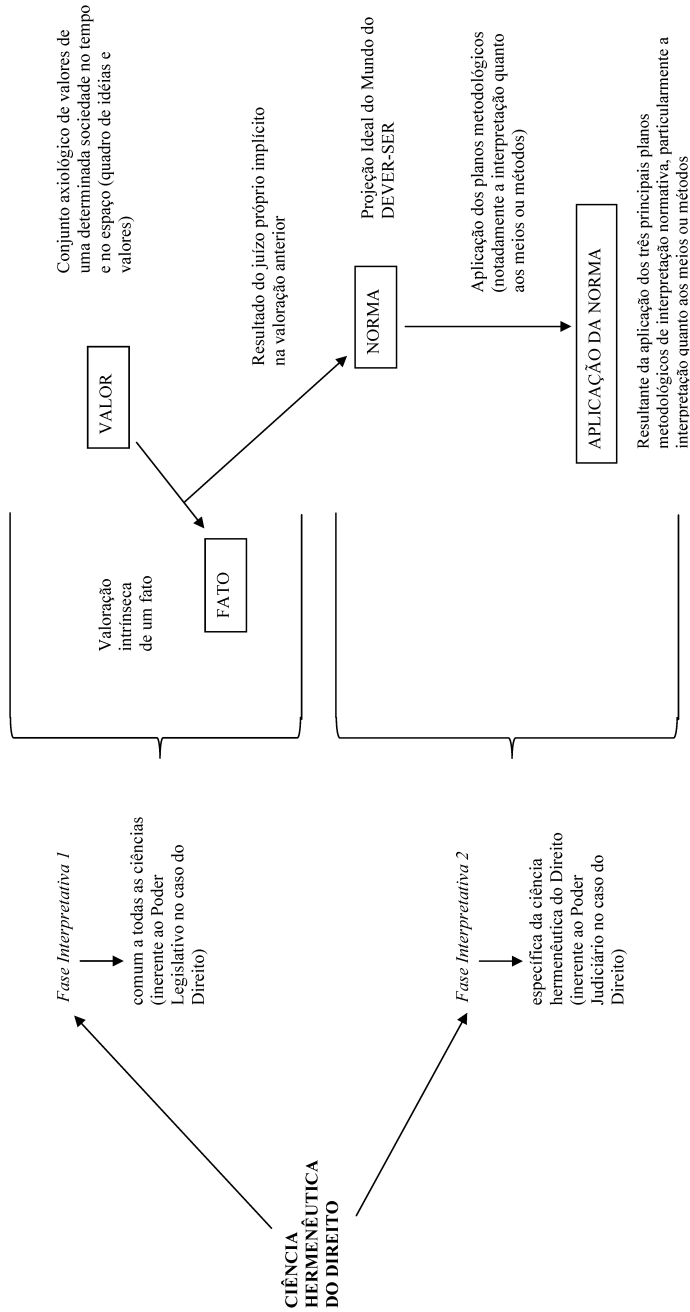 CIÊNCIA
HERMENÊUTICA
DO DIREITO
Fase Interpretativa 1
comum a todas as ciências
(inerente ao Poder
Legislativo no caso do
Direito)
Valoração
intrínseca
de um fato
FATO
VALOR
Conjunto axiológico de valores de
uma determinada sociedade no tempo
e no espaço (quadro de idéias e
valores)
Resultado do juízo próprio implícito
na valoração anterior
Fase Interpretativa 2
específica da ciência
hermenêutica do Direito
(inerente ao Poder
Judiciário no caso do
Direito)
NORMA
Projeção Ideal do Mundo do
DEVER-SER
Aplicação dos planos metodológicos
(notadamente a interpretação quanto
aos meios ou métodos)
APLICAÇÃO DA NORMA
Resultante da aplicação dos três principais planos
metodológicos de interpretação normativa, particularmente a
interpretação quanto aos meios ou métodos